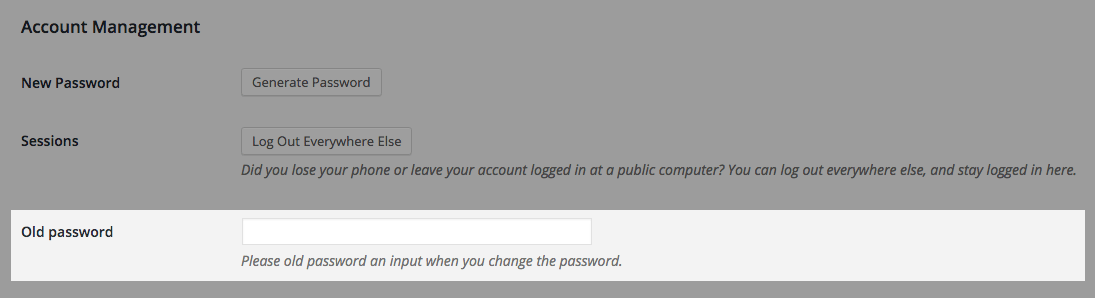 Account Management
New Password Generate Password
Sessions Log Out Everywhere Else
Did you lose your phone or leave your account logged in at a public computer? You can log out everywhere else, and stay logged in here.
Old password
Please old password an input when you change the password.